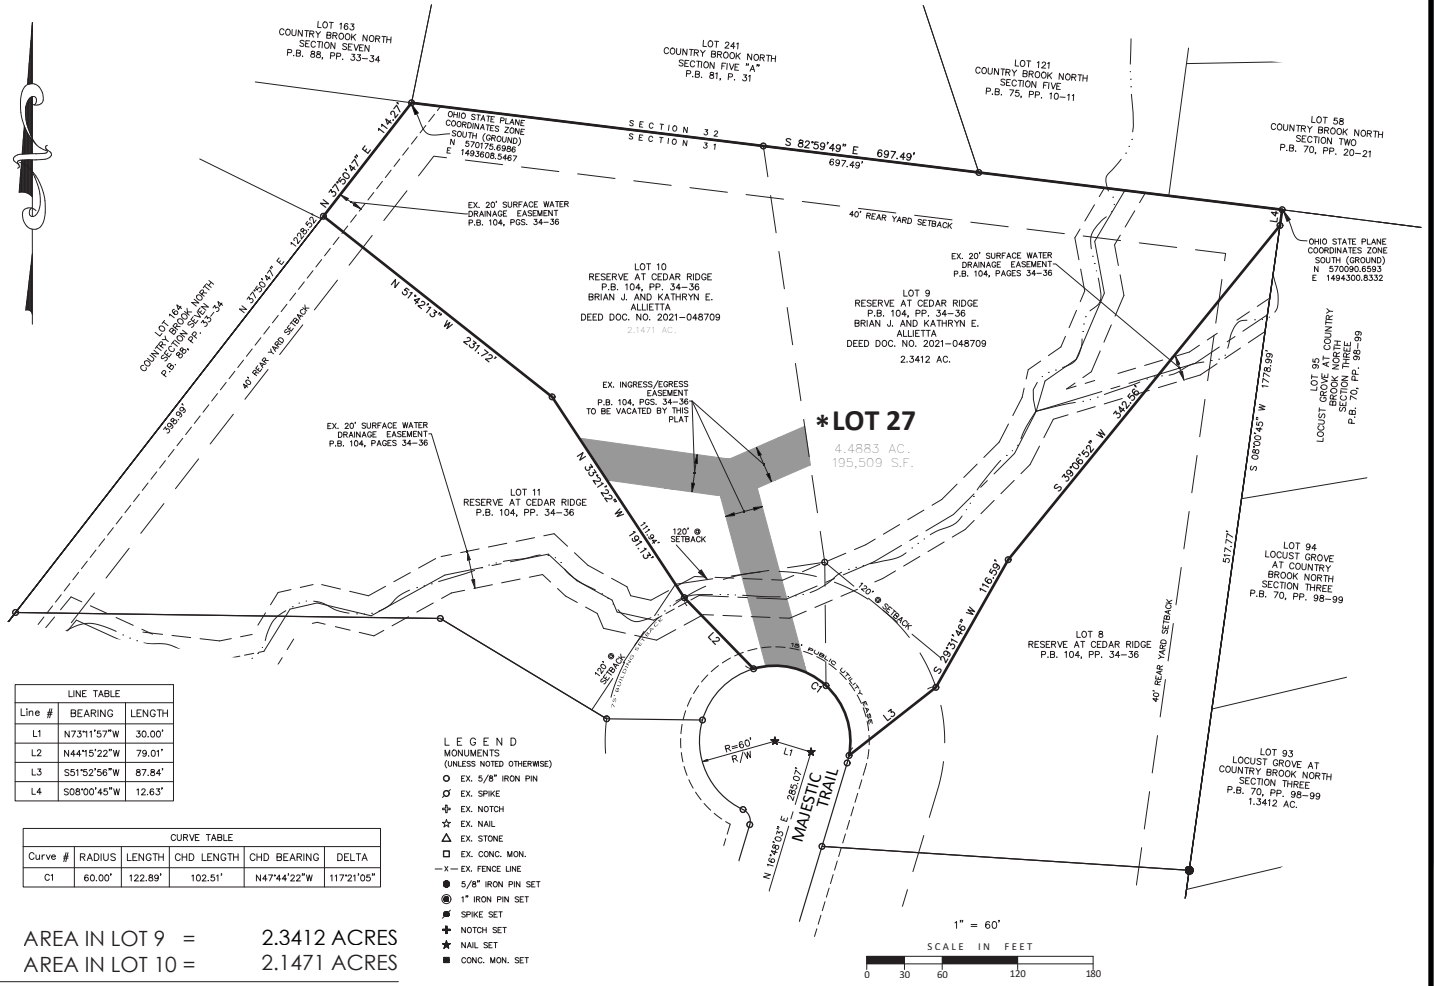 LOT 163
COUNTRY BROOK NORTH
SECTION SEVEN
P.B. 88, PP. 33-34
LOT 241
COUNTRY BROOK NORTH
SECTION FIVE "A"
P.B. 81, P. 31
LOT 121
COUNTRY BROOK NORTH
SECTION FIVE
P.B. 75, PP. 10-11
LOT 58
COUNTRY BROOK NORTH
SECTION TWO
P.B. 70, PP. 20-21
OHIO STATE PLANE
COORDINATES ZONE
SOUTH (GROUND)
N 570175.6986
E 1493608.5467
SECTION 32
SECTION 31
S 82°59'49" E 697.49'
697.49'
N 37°50'47" E 114.27'
EX. 20' SURFACE WATER
DRAINAGE EASEMENT
P.B. 104, PGS. 34-36
40' REAR YARD SETBACK
L4
OHIO STATE PLANE
COORDINATES ZONE
SOUTH (GROUND)
N 570090.6593
E 1494300.8332
EX. 20' SURFACE WATER
DRAINAGE EASEMENT
P.B. 104, PAGES 34-36
N 37°50'47" E 1228.52'
398.99'
LOT 164
COUNTRY BROOK NORTH
SECTION SEVEN
P.B. 88, PP. 33-34
40' REAR YARD SETBACK
N 51°42'13" W 231.72'
LOT 10
RESERVE AT CEDAR RIDGE
P.B. 104, PP. 34-36
BRIAN J. AND KATHRYN E.
ALLIETTA
DEED DOC. NO. 2021-048709
2.1471 AC.
LOT 9
RESERVE AT CEDAR RIDGE
P.B. 104, PP. 34-36
BRIAN J. AND KATHRYN E.
ALLIETTA
DEED DOC. NO. 2021-048709
2.3412 AC.
LOT 95
LOCUST GROVE AT COUNTRY
BROOK NORTH
SECTION THREE
P.B. 70, PP. 98-99
S 08°00'45" W 1778.99'
517.77'
EX. INGRESS/EGRESS
EASEMENT
P.B. 104, PGS. 34-36
TO BE VACATED BY THIS
PLAT
*LOT 27
4.4883 AC.
195,509 S.F.
S 39°06'52" W 342.56'
EX. 20' SURFACE WATER
DRAINAGE EASEMENT
P.B. 104, PAGES 34-36
LOT 11
RESERVE AT CEDAR RIDGE
P.B. 104, PP. 34-36
N 33°21'22" W 191.13'
111.94'
120' @
SETBACK
LOT 94
LOCUST GROVE
AT COUNTRY
BROOK NORTH
SECTION THREE
P.B. 70, PP. 98-99
120' @ SETBACK
S 29°31'46" W 116.59'
LOT 8
RESERVE AT CEDAR RIDGE
P.B. 104, PP. 34-36
40' REAR YARD SETBACK
L2
120' @
SETBACK
75' BUILDING SETBACK
15' PUBLIC UTILITY EASE.
C1
L3
R=60'
R/W
L1
N 16°48'03" E 285.07'
MAJESTIC
TRAIL
LOT 93
LOCUST GROVE AT
COUNTRY BROOK NORTH
SECTION THREE
P.B. 70, PP. 98-99
1.3412 AC.
LINE TABLE
Line # BEARING LENGTH
L1 N73°11'57"W 30.00'
L2 N44°15'22"W 79.01'
L3 S51°52'56"W 87.84'
L4 S08°00'45"W 12.63'
CURVE TABLE
Curve # RADIUS LENGTH CHD LENGTH CHD BEARING DELTA
C1 60.00' 122.89' 102.51' N47°44'22"W 117°21'05"
AREA IN LOT 9 = 2.3412 ACRES
AREA IN LOT 10 = 2.1471 ACRES
LEGEND
MONUMENTS
(UNLESS NOTED OTHERWISE)
EX. 5/8" IRON PIN
EX. SPIKE
EX. NOTCH
EX. NAIL
EX. STONE
EX. CONC. MON.
—x— EX. FENCE LINE
5/8" IRON PIN SET
1" IRON PIN SET
SPIKE SET
NOTCH SET
NAIL SET
CONC. MON. SET
1" = 60'
SCALE IN FEET
0 30 60 120 180